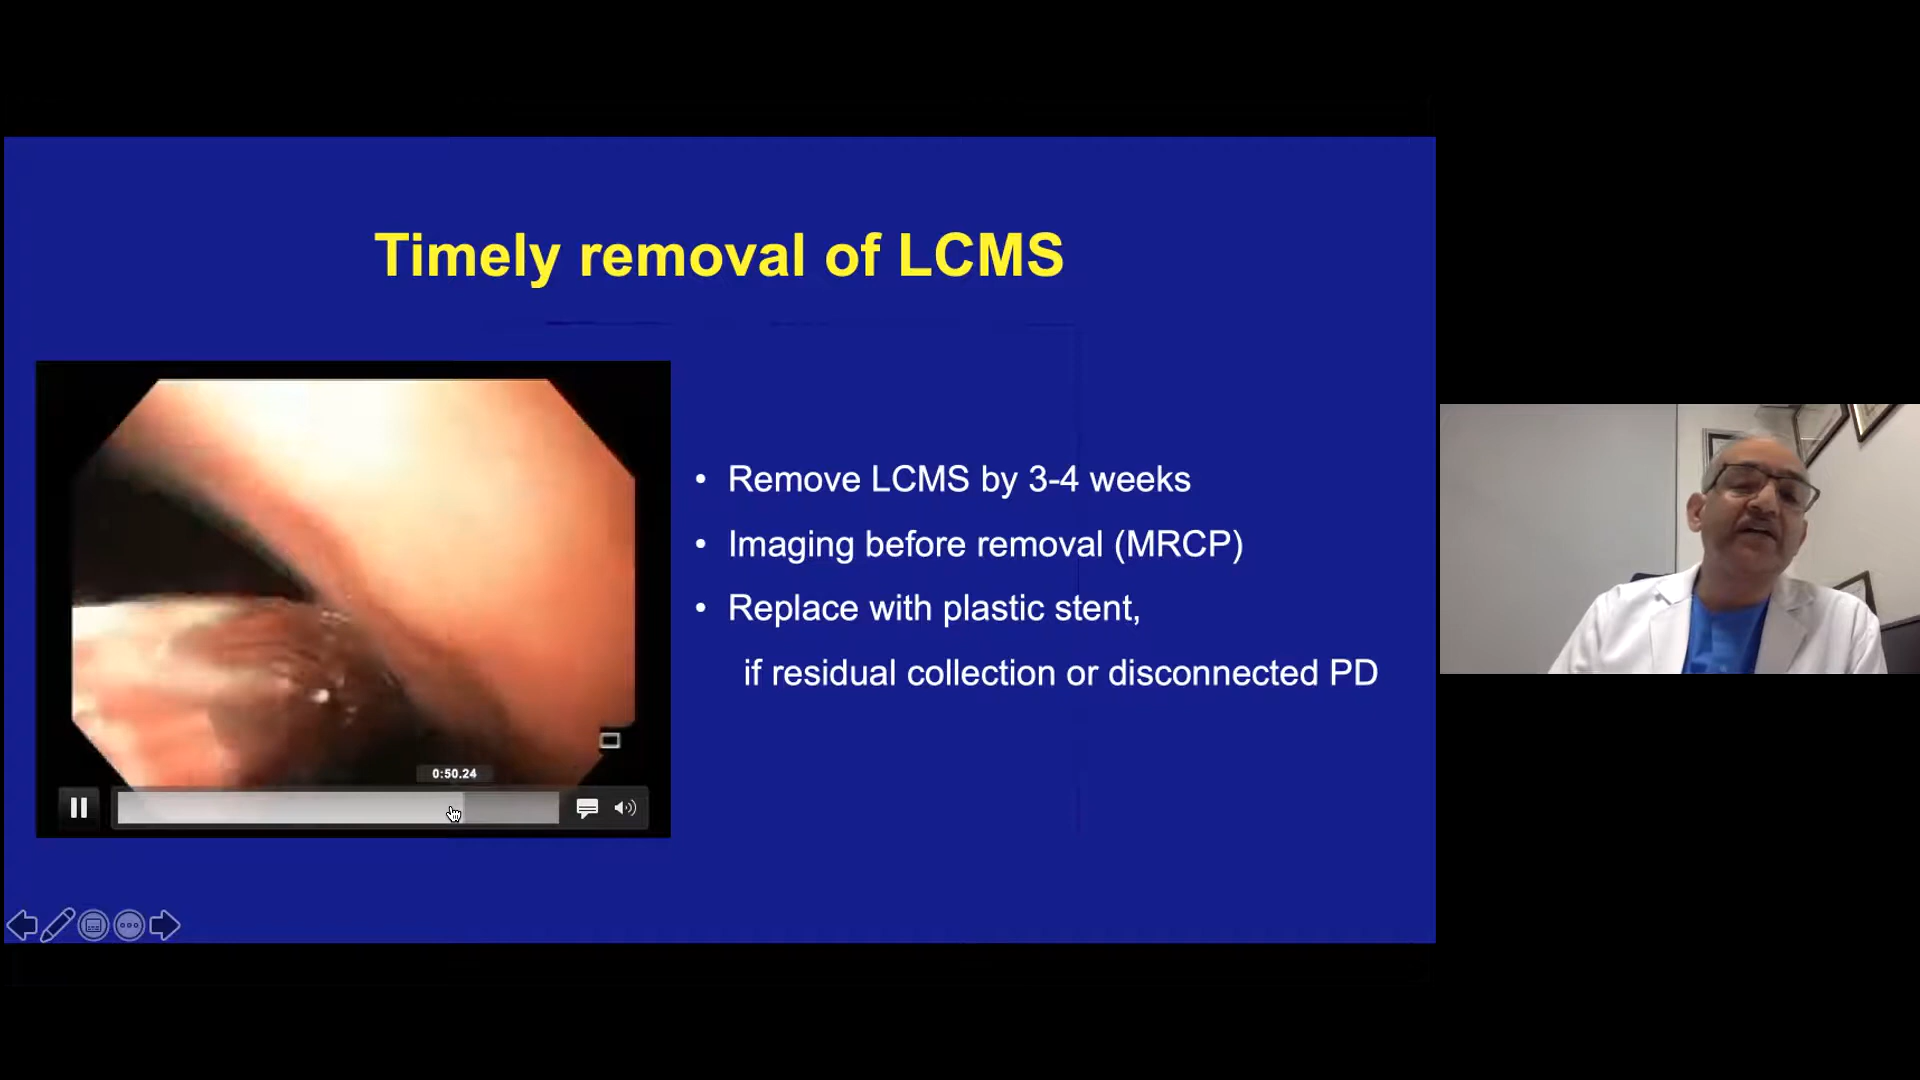 Timely removal of LCMS
• Remove LCMS by 3-4 weeks
• Imaging before removal (MRCP)
• Replace with plastic stent,
if residual collection or disconnected PD
0:50.24